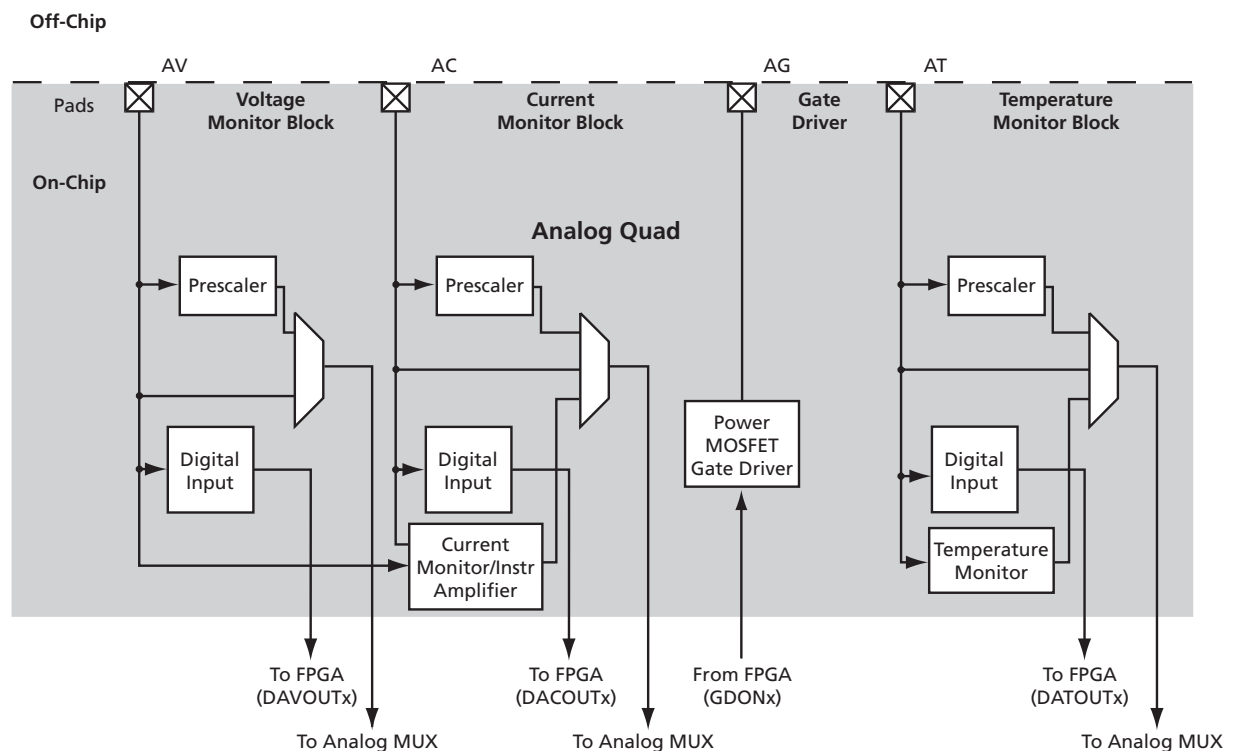 Off-Chip
AV
AC
AG
AT
Pads
Voltage
Monitor Block
Current
Monitor Block
Gate
Driver
Temperature
Monitor Block
On-Chip
Analog Quad
Prescaler
Prescaler
Prescaler
Power
MOSFET
Gate Driver
Digital
Input
Digital
Input
Digital
Input
Current
Monitor/Instr
Amplifier
Temperature
Monitor
To FPGA
(DAVOUTx)
To FPGA
(DACOUTx)
From FPGA
(GDONx)
To FPGA
(DATOUTx)
To Analog MUX
To Analog MUX
To Analog MUX